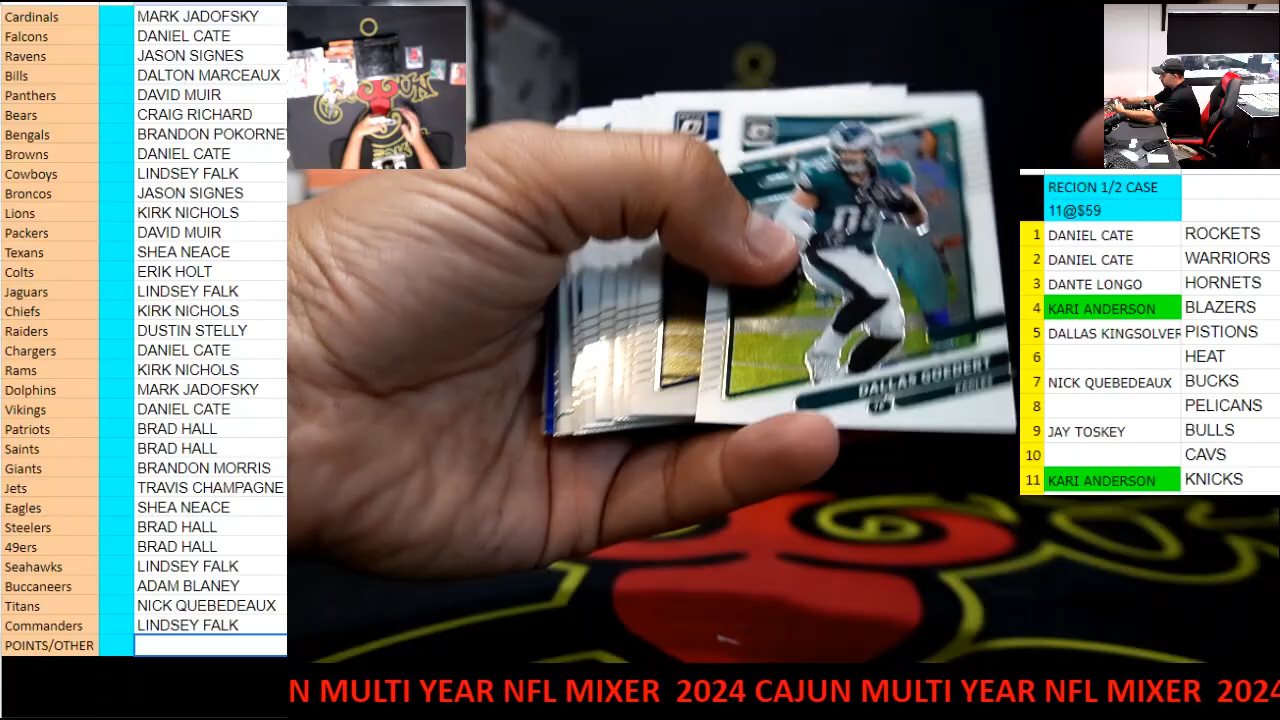 Cardinals MARK JADOFSKY
Falcons DANIEL CATE
Ravens JASON SIGNES
Bills DALTON MARCEAUX
Panthers DAVID MUIR
Bears CRAIG RICHARD
Bengals BRANDON POKORNE
Browns DANIEL CATE
Cowboys LINDSEY FALK
Broncos JASON SIGNES
Lions KIRK NICHOLS
Packers DAVID MUIR
Texans SHEA NEACE
Colts ERIK HOLT
Jaguars LINDSEY FALK
Chiefs KIRK NICHOLS
Raiders DUSTIN STELLY
Chargers DANIEL CATE
Rams KIRK NICHOLS
Dolphins MARK JADOFSKY
Vikings DANIEL CATE
Patriots BRAD HALL
Saints BRAD HALL
Giants BRANDON MORRIS
Jets TRAVIS CHAMPAGNE
Eagles SHEA NEACE
Steelers BRAD HALL
49ers BRAD HALL
Seahawks LINDSEY FALK
Buccaneers ADAM BLANEY
Titans NICK QUEBEDEAUX
Commanders LINDSEY FALK
POINTS/OTHER
DALLAS GOEDERT
EAGLES
RECION 1/2 CASE
11@$59
1 DANIEL CATE ROCKETS
2 DANIEL CATE WARRIORS
3 DANTE LONGO HORNETS
4 KARI ANDERSON BLAZERS
5 DALLAS KINGSOLVER PISTIONS
6 HEAT
7 NICK QUEBEDEAUX BUCKS
8 PELICANS
9 JAY TOSKEY BULLS
10 CAVS
11 KARI ANDERSON KNICKS
N MULTI YEAR NFL MIXER 2024 CAJUN MULTI YEAR NFL MIXER 2024